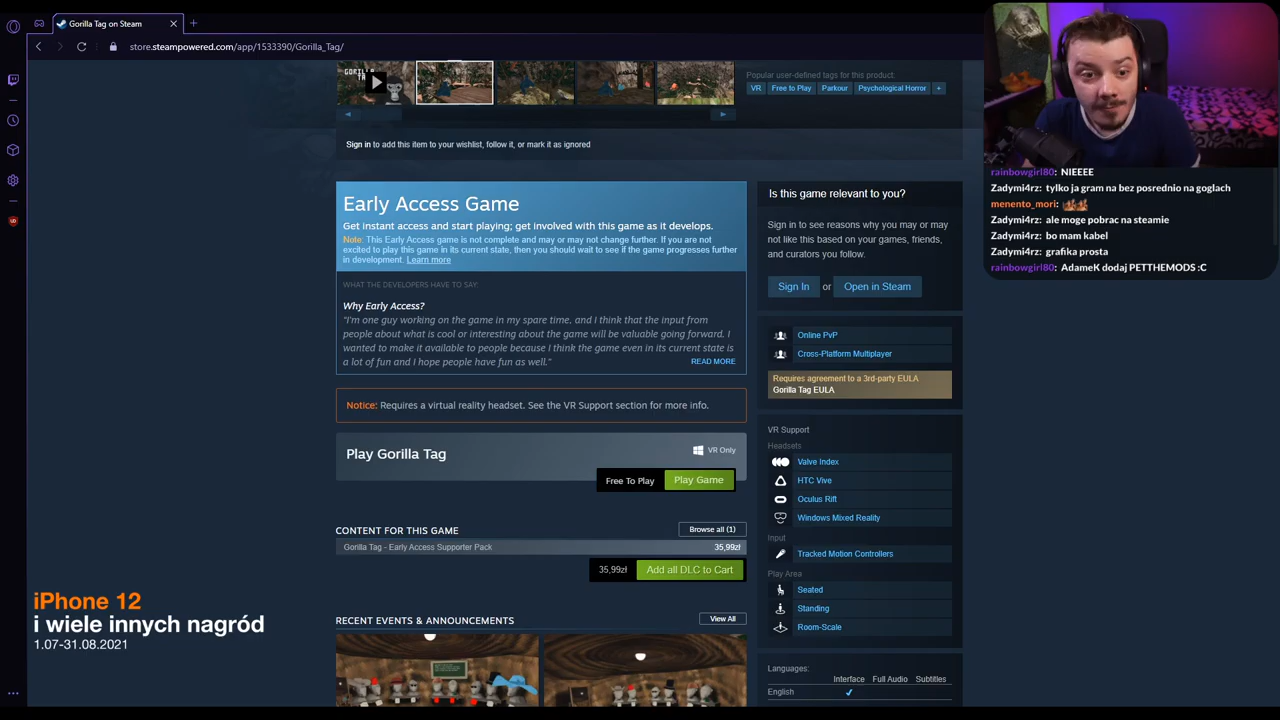 Gorilla Tag on Steam
store.steampowered.com/app/1533390/Gorilla_Tag/
Popular user-defined tags for this product:
VR
Free to Play
Parkour
Psychological Horror
+
Sign in to add this item to your wishlist, follow it, or mark it as ignored
Early Access Game
Get instant access and start playing; get involved with this game as it develops.
Note: This Early Access game is not complete and may or may not change further. If you are not
excited to play this game in its current state, then you should wait to see if the game progresses further
in development. Learn more
WHAT THE DEVELOPERS HAVE TO SAY:
Why Early Access?
“I'm one guy working on the game in my spare time, and I think that the input from
people about what is cool or interesting about the game will be valuable going forward. I
wanted to make it available to people because I think the game even in its current state is
a lot of fun and I hope people have fun as well.”
READ MORE
Notice: Requires a virtual reality headset. See the VR Support section for more info.
Play Gorilla Tag
VR Only
Free To Play
Play Game
CONTENT FOR THIS GAME
Browse all (1)
Gorilla Tag - Early Access Supporter Pack
35,99zł
35,99zł
Add all DLC to Cart
RECENT EVENTS & ANNOUNCEMENTS
View All
Is this game relevant to you?
Sign in to see reasons why you may or may
not like this based on your games, friends,
and curators you follow.
Sign In
or
Open in Steam
Online PvP
Cross-Platform Multiplayer
Requires agreement to a 3rd-party EULA
Gorilla Tag EULA
VR Support
Headsets
Valve Index
HTC Vive
Oculus Rift
Windows Mixed Reality
Input
Tracked Motion Controllers
Play Area
Seated
Standing
Room-Scale
Languages:
Interface
Full Audio
Subtitles
English
rainbowgirl80: NIEEEE
Zadymi4rz: tylko ja gram na bez posrednio na goglach
menento_mori:
Zadymi4rz: ale moge pobrac na steamie
Zadymi4rz: bo mam kabel
Zadymi4rz: grafika prosta
rainbowgirl80: AdameK dodaj PETTHEMODS :C
iPhone 12
i wiele innych nagród
1.07-31.08.2021